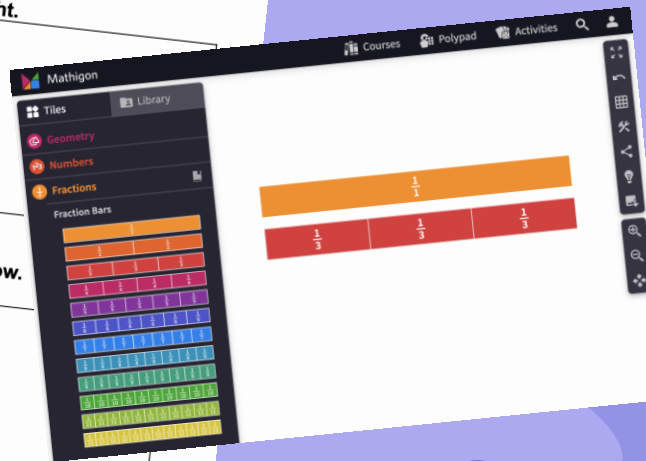 ht.
Courses
Polypad
Activities
Mathigon
Tiles
Library
Geometry
Numbers
Fractions
Fraction Bars
1/1
1/3 1/3 1/3
ow.